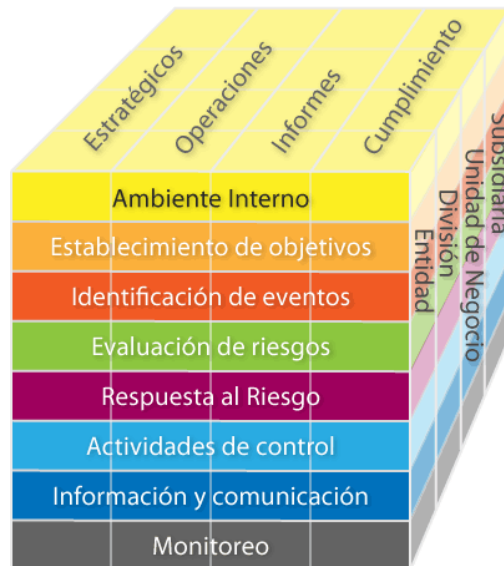 Estratégicos
Operaciones
Informes
Cumplimiento
Ambiente Interno
Establecimiento de objetivos
Identificación de eventos
Evaluación de riesgos
Respuesta al Riesgo
Actividades de control
Información y comunicación
Monitoreo
Entidad
División
Unidad de Negocio
Subsidiaria